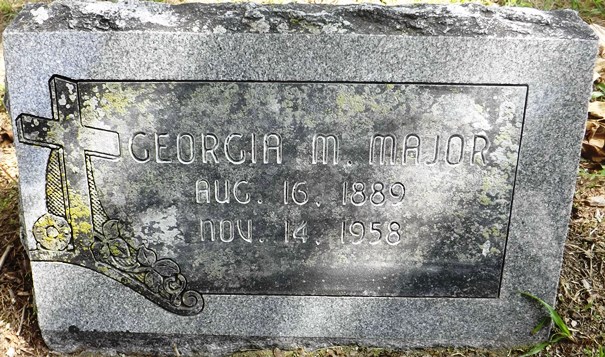 GEORGIA M. MAJOR
AUG. 16, 1889
NOV. 14, 1958